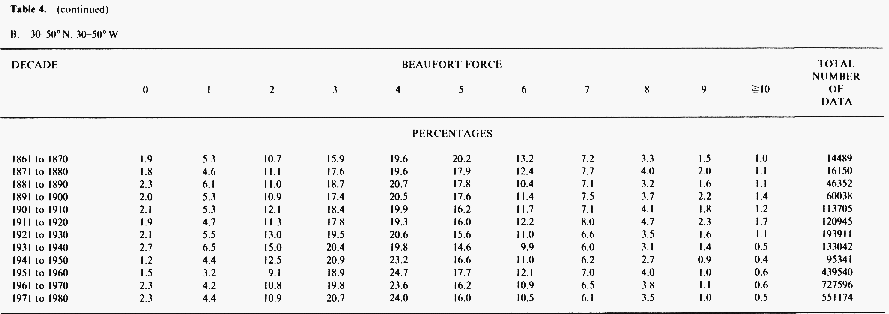 Table 4. (continued)
B. 30-50° N. 30-50° W
DECADE BEAUFORT FORCE TOTAL NUMBER OF DATA
0 1 2 3 4 5 6 7 8 9 ≧10
PERCENTAGES
1861 to 1870 1.9 5.3 10.7 15.9 19.6 20.2 13.2 7.2 3.3 1.5 1.0 14489
1871 to 1880 1.8 4.6 11.1 17.6 19.6 17.9 12.4 7.7 4.0 2.0 1.1 16150
1881 to 1890 2.3 6.1 11.0 18.7 20.7 17.8 10.4 7.1 3.2 1.6 1.1 46352
1891 to 1900 2.0 5.3 10.9 17.4 20.5 17.6 11.4 7.5 3.7 2.2 1.4 60038
1901 to 1910 2.1 5.3 12.1 18.4 19.9 16.2 11.7 7.1 4.1 1.8 1.2 113705
1911 to 1920 1.9 4.7 11.3 17.8 19.3 16.0 12.2 8.0 4.7 2.3 1.7 120945
1921 to 1930 2.1 5.5 13.0 19.5 20.6 15.6 11.0 6.6 3.5 1.6 1.1 193911
1931 to 1940 2.7 6.5 15.0 20.4 19.8 14.6 9.9 6.0 3.1 1.4 0.5 133042
1941 to 1950 1.2 4.4 12.5 20.9 23.2 16.6 11.0 6.2 2.7 0.9 0.4 95341
1951 to 1960 1.5 3.2 9.1 18.9 24.7 17.7 12.1 7.0 4.0 1.0 0.6 439540
1961 to 1970 2.3 4.2 10.8 19.8 23.6 16.2 10.9 6.5 3.8 1.1 0.6 727596
1971 to 1980 2.3 4.4 10.9 20.7 24.0 16.0 10.5 6.1 3.5 1.0 0.5 551174